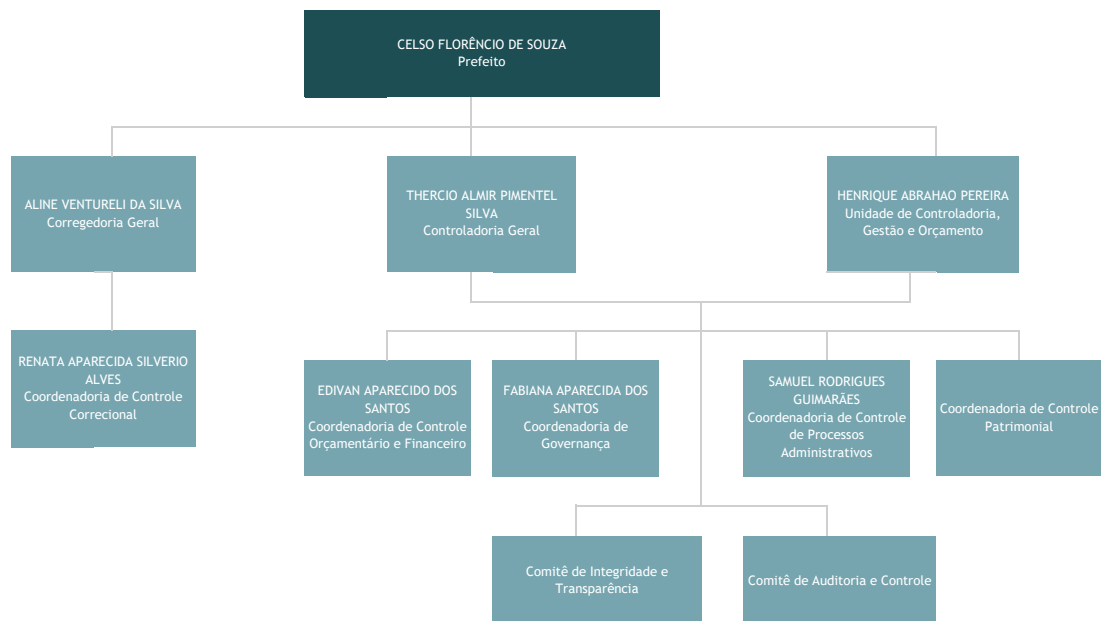 CELSO FLORÊNCIO DE SOUZA
Prefeito
ALINE VENTURELI DA SILVA
Corregedoria Geral
THERCIO ALMIR PIMENTEL
SILVA
Controladoria Geral
HENRIQUE ABRAHAO PEREIRA
Unidade de Controladoria,
Gestão e Orçamento
RENATA APARECIDA SILVERIO
ALVES
Coordenadoria de Controle
Correcional
EDIVAN APARECIDO DOS
SANTOS
Coordenadoria de Controle
Orçamentário e Financeiro
FABIANA APARECIDA DOS
SANTOS
Coordenadoria de
Governança
SAMUEL RODRIGUES
GUIMARÃES
Coordenadoria de Controle
de Processos
Administrativos
Coordenadoria de Controle
Patrimonial
Comitê de Integridade e
Transparência
Comitê de Auditoria e Controle